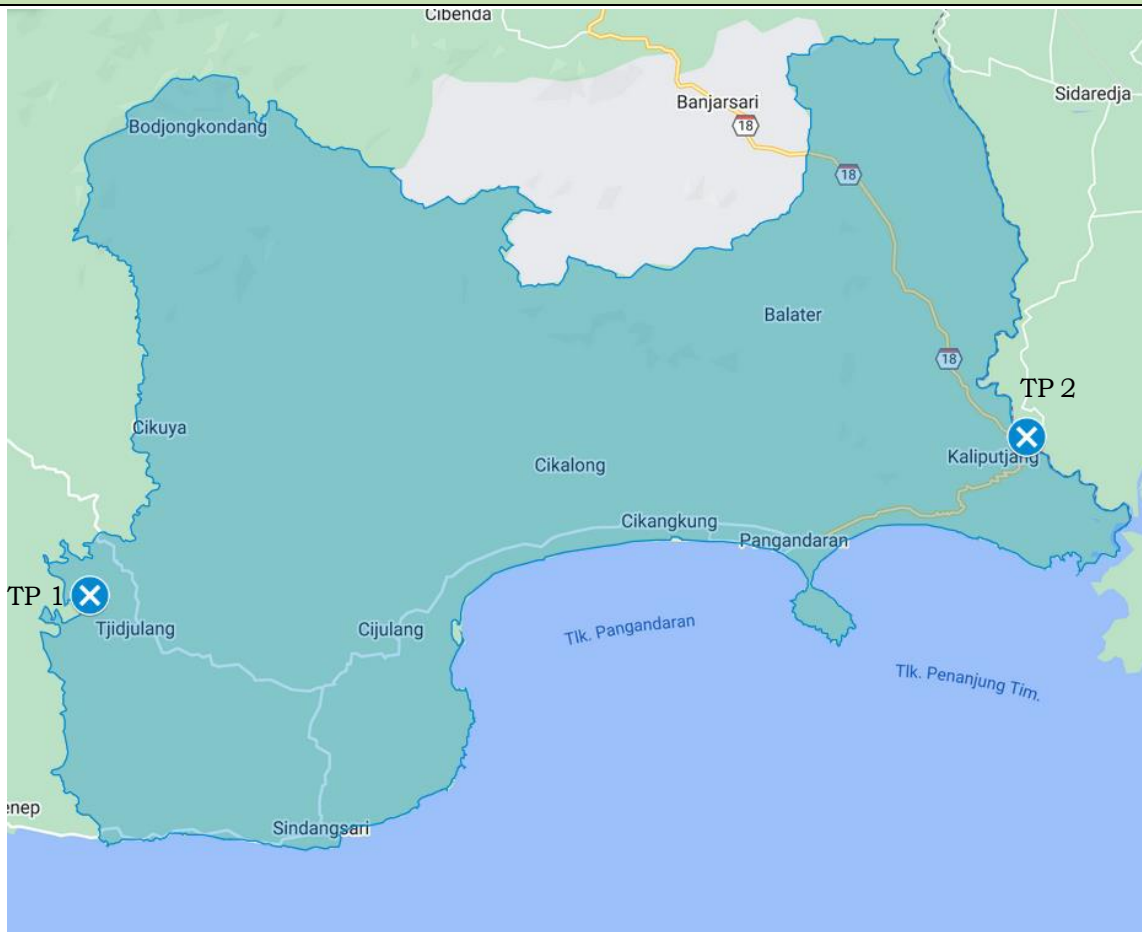 Cibenda
Banjarsari
18
Sidaredja
Bodjongkondang
18
Balater
18
TP 2
Cikuya
Kaliputjang
Cikalong
Cikangkung
Pangandaran
TP 1
Tjidjulang
Cijulang
Tlk. Pangandaran
Tlk. Penanjung Tim.
enep
Sindangsari